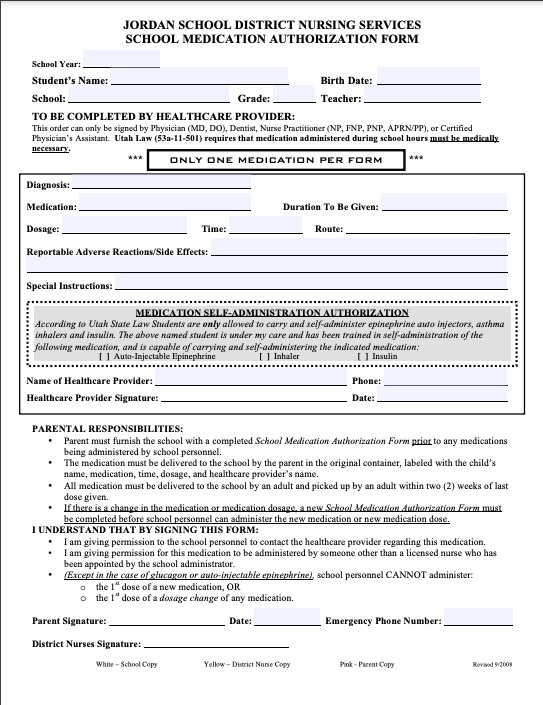 JORDAN SCHOOL DISTRICT NURSING SERVICES
SCHOOL MEDICATION AUTHORIZATION FORM
School Year:
Student's Name: Birth Date:
School: Grade: Teacher:
TO BE COMPLETED BY HEALTHCARE PROVIDER:
This order can only be signed by Physician (MD, DO), Dentist, Nurse Practitioner (NP, FNP, PNP, APRN/PP), or Certified
Physician's Assistant. Utah Law (53a-11-501) requires that medication administered during school hours must be medically
necessary.
*** ONLY ONE MEDICATION PER FORM ***
Diagnosis:
Medication: Duration To Be Given:
Dosage: Time: Route:
Reportable Adverse Reactions/Side Effects:
Special Instructions:
MEDICATION SELF-ADMINISTRATION AUTHORIZATION
According to Utah State Law Students are only allowed to carry and self-administer epinephrine auto injectors, asthma
inhalers and insulin. The above named student is under my care and has been trained in self-administration of the
following medication, and is capable of carrying and self-administering the indicated medication:
[ ] Auto-Injectable Epinephrine [ ] Inhaler [ ] Insulin
Name of Healthcare Provider: Phone:
Healthcare Provider Signature: Date:
PARENTAL RESPONSIBILITIES:
• Parent must furnish the school with a completed School Medication Authorization Form prior to any medications
being administered by school personnel.
• The medication must be delivered to the school by the parent in the original container, labeled with the child's
name, medication, time, dosage, and healthcare provider's name.
• All medication must be delivered to the school by an adult and picked up by an adult within two (2) weeks of last
dose given.
• If there is a change in the medication or medication dosage, a new School Medication Authorization Form must
be completed before school personnel can administer the new medication or new medication dose.
I UNDERSTAND THAT BY SIGNING THIS FORM:
• I am giving permission to the school personnel to contact the healthcare provider regarding this medication.
• I am giving permission for this medication to be administered by someone other than a licensed nurse who has
been appointed by the school administrator.
• (Except in the case of glucagon or auto-injectable epinephrine), school personnel CANNOT administer:
o the 1st dose of a new medication, OR
o the 1st dose of a dosage change of any medication.
Parent Signature: Date: Emergency Phone Number:
District Nurses Signature:
White – School Copy Yellow – District Nurse Copy Pink - Parent Copy Revised 9/2008